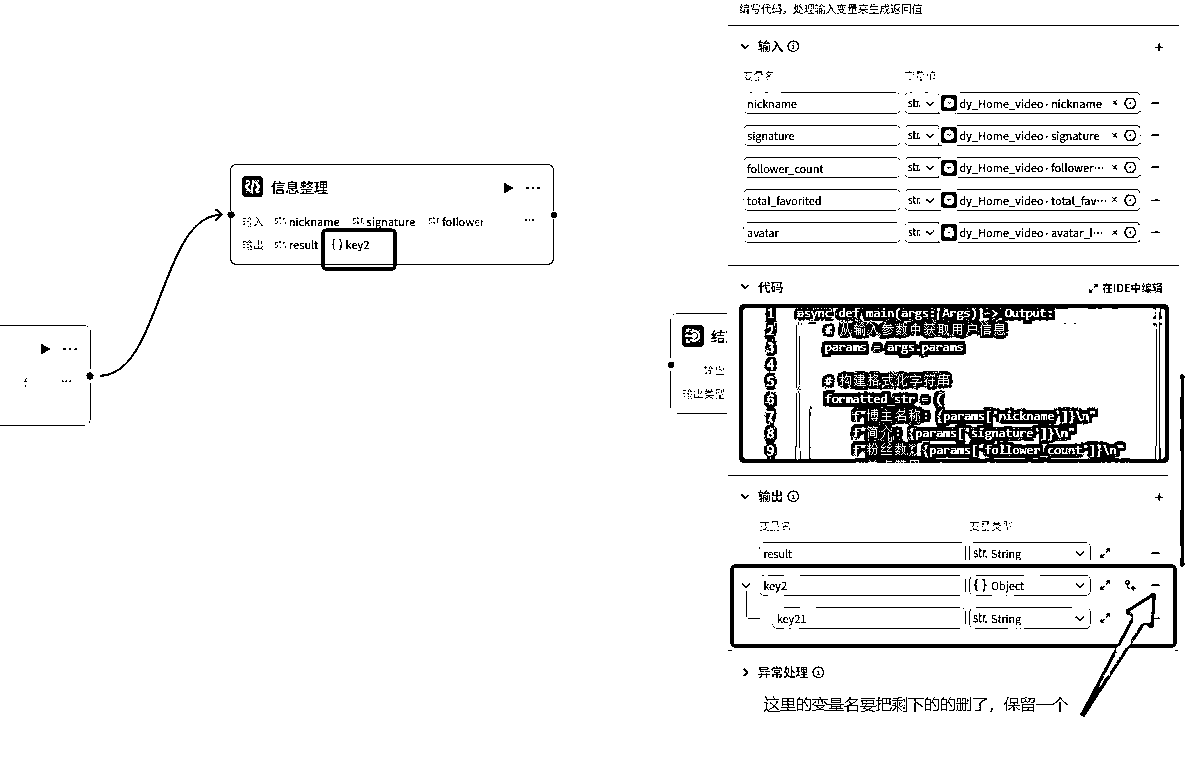 编写代码，处理输入变量来生成返回值
输入
变量名 变量值
nickname str. dy_Home_video · nickname
signature str. dy_Home_video · signature
follower_count str. dy_Home_video · follower···
total_favorited str. dy_Home_video · total_fav···
avatar str. dy_Home_video · avatar_l···
信息整理
输入 str. nickname str. signature str. follower ···
输出 str. result { } key2
代码 在IDE中编辑
1 async def main(args: Args) -> Output:
2 # 从输入参数中获取用户信息
3 params = args.params
4
5 # 构建格式化字符串
6 formatted_str = (
7 f"博主名称：{params['nickname']}\n"
8 f"简介：{params['signature']}\n"
9 f"粉丝数：{params['follower_count']}\n"
输出类型
输出
变量名 变量类型
result str. String
key2 { } Object
key21 str. String
异常处理
这里的变量名要把剩下的的删了，保留一个